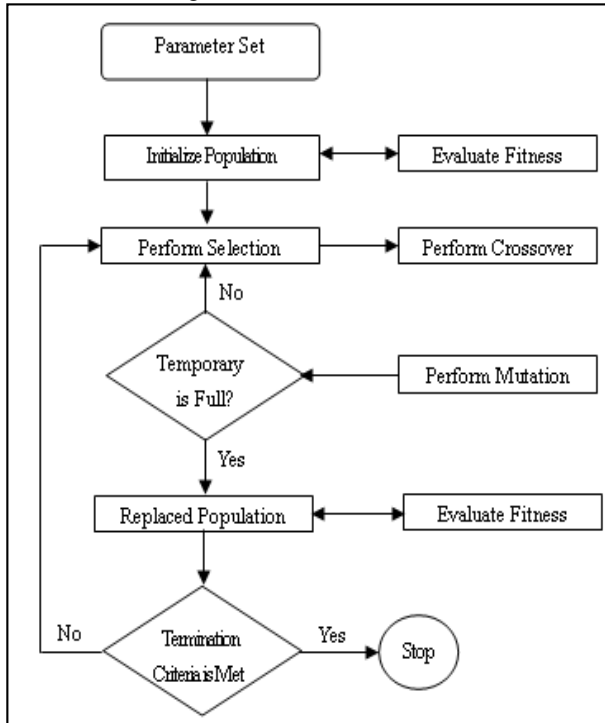 Parameter Set
Initialize Population
Evaluate Fitness
Perform Selection
Perform Crossover
No
Temporary
is Full?
Perform Mutation
Yes
Replaced Population
Evaluate Fitness
No
Termination
Criteria is Met
Yes
Stop